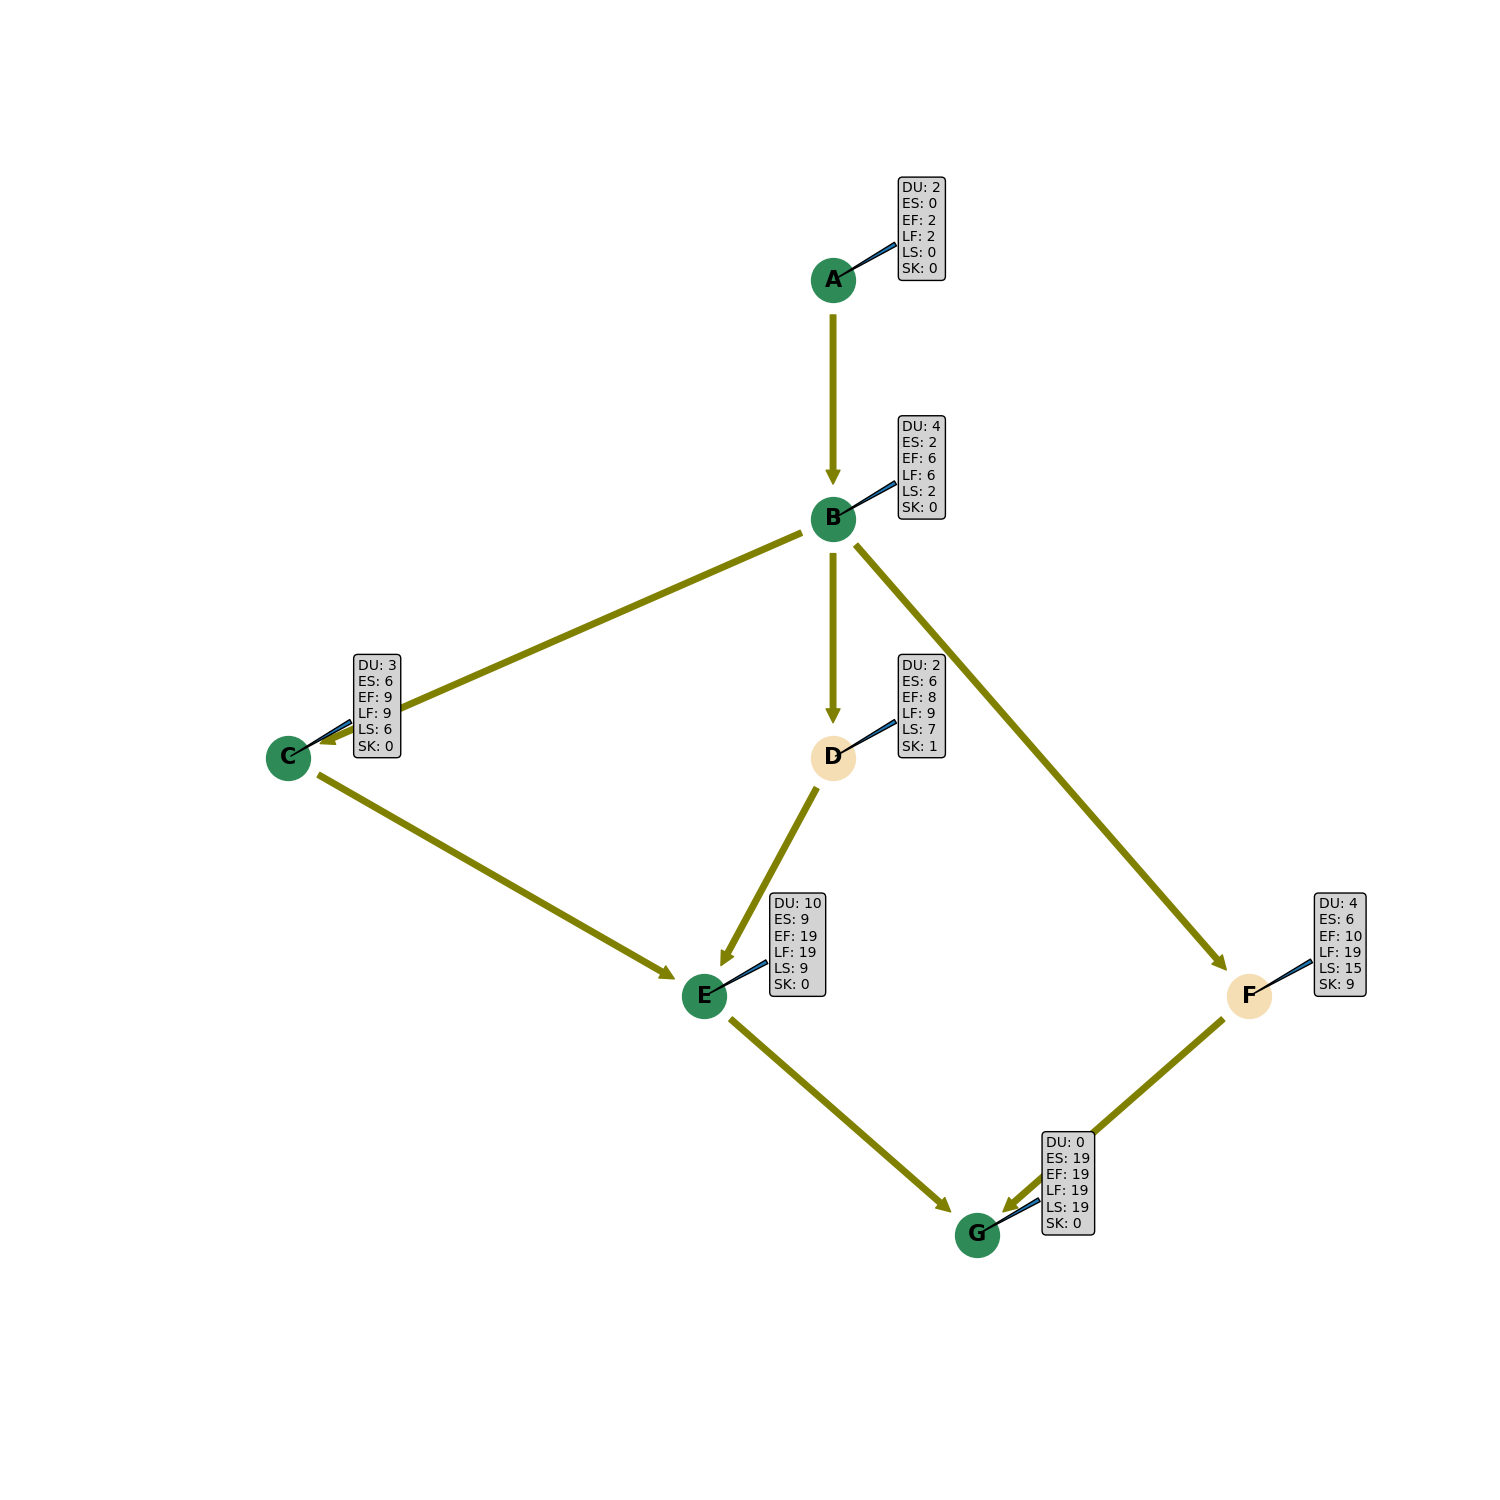 DU: 2
ES: 0
EF: 2
LF: 2
LS: 0
SK: 0
A
DU: 4
ES: 2
EF: 6
LF: 6
LS: 2
SK: 0
B
DU: 3
ES: 6
EF: 9
LF: 9
LS: 6
SK: 0
C
DU: 2
ES: 6
EF: 8
LF: 9
LS: 7
SK: 1
D
DU: 10
ES: 9
EF: 19
LF: 19
LS: 9
SK: 0
E
DU: 4
ES: 6
EF: 10
LF: 19
LS: 15
SK: 9
F
DU: 0
ES: 19
EF: 19
LF: 19
LS: 19
SK: 0
G